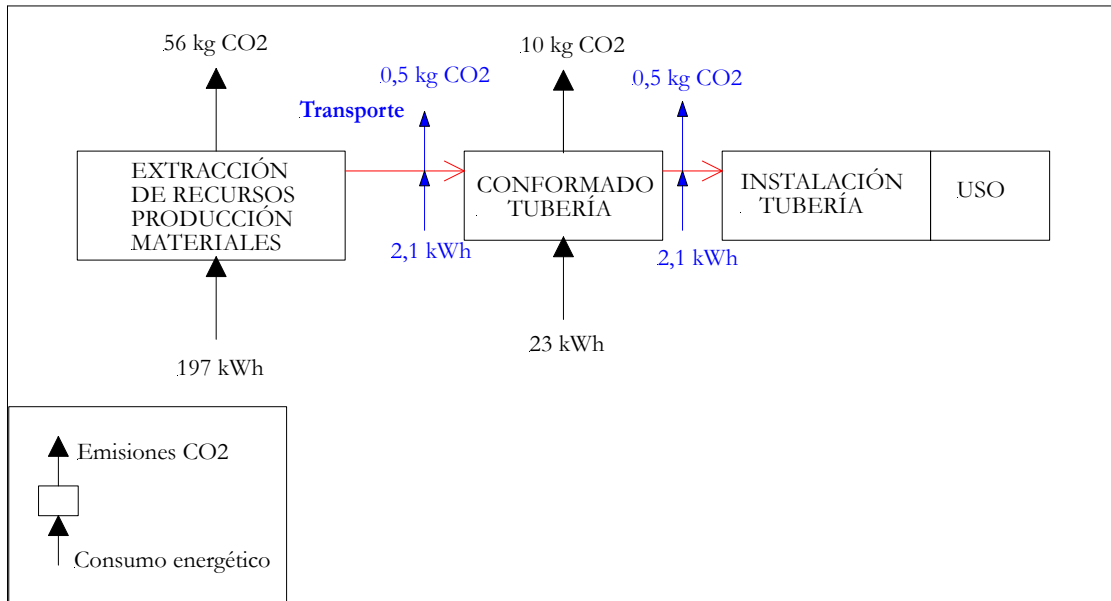 56 kg CO2
10 kg CO2
0,5 kg CO2
0,5 kg CO2
Transporte
EXTRACCIÓN
DE RECURSOS
PRODUCCIÓN
MATERIALES
CONFORMADO
TUBERÍA
INSTALACIÓN
TUBERÍA
USO
2,1 kWh
2,1 kWh
197 kWh
23 kWh
Emisiones CO2
Consumo energético